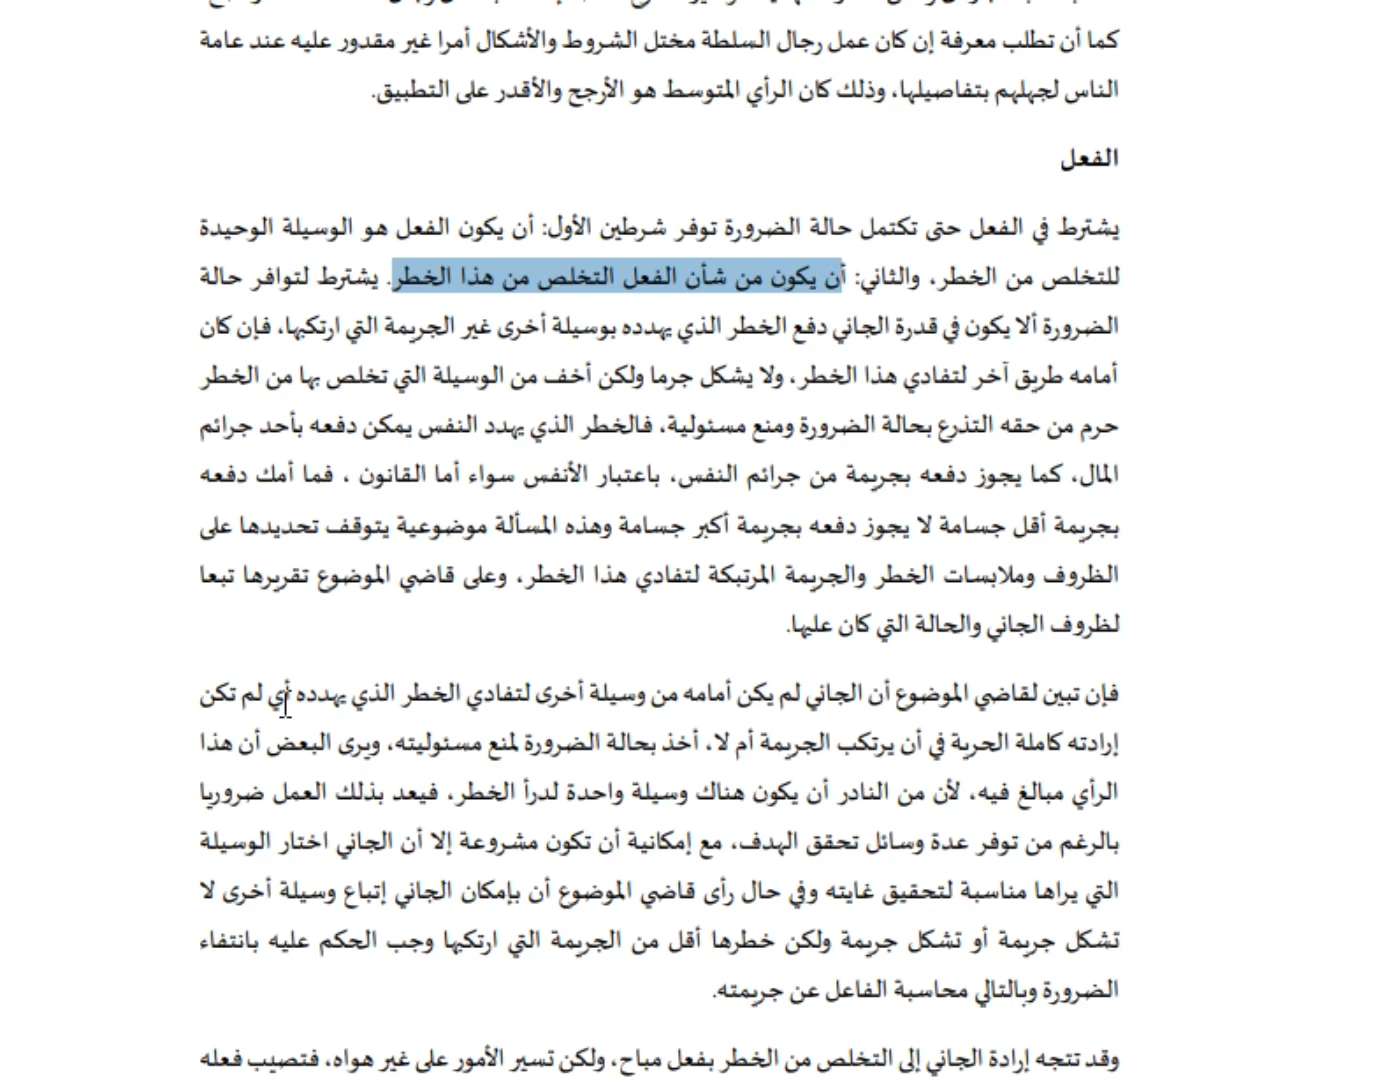 كما أن تطلب معرفة إن كان عمل رجال السلطة مختل الشروط والأشكال أمرا غير مقدور عليه عند عامة
الناس لجهلهم بتفاصيلها، وذلك كان الرأي المتوسط هو الأرجح والأقدر على التطبيق.
الفعل
يشترط في الفعل حتى تكتمل حالة الضرورة توفر شرطين الأول: أن يكون الفعل هو الوسيلة الوحيدة
للتخلص من الخطر، والثاني: أن يكون من شأن الفعل التخلص من هذا الخطر. يشترط لتوافر حالة
الضرورة ألا يكون في قدرة الجاني دفع الخطر الذي يهدده بوسيلة أخرى غير الجريمة التي ارتكبها، فإن كان
أمامه طريق آخر لتفادي هذا الخطر، ولا يشكل جرما ولكن أخف من الوسيلة التي تخلص بها من الخطر
حرم من حقه التذرع بحالة الضرورة ومنع مسئولية، فالخطر الذي يهدد النفس يمكن دفعه بأحد جرائم
المال، كما يجوز دفعه بجريمة من جرائم النفس، باعتبار الأنفس سواء أما القانون ، فما أمك دفعه
بجريمة أقل جسامة لا يجوز دفعه بجريمة أكبر جسامة وهذه المسألة موضوعية يتوقف تحديدها على
الظروف وملابسات الخطر والجريمة المرتبكة لتفادي هذا الخطر، وعلى قاضي الموضوع تقريرها تبعا
لظروف الجاني والحالة التي كان عليها.
فإن تبين لقاضي الموضوع أن الجاني لم يكن أمامه من وسيلة أخرى لتفادي الخطر الذي يهدده أي لم تكن
إرادته كاملة الحرية في أن يرتكب الجريمة أم لا، أخذ بحالة الضرورة لمنع مسئوليته، ويرى البعض أن هذا
الرأي مبالغ فيه، لأن من النادر أن يكون هناك وسيلة واحدة لدرأ الخطر، فيعد بذلك العمل ضروريا
بالرغم من توفر عدة وسائل تحقق الهدف، مع إمكانية أن تكون مشروعة إلا أن الجاني اختار الوسيلة
التي يراها مناسبة لتحقيق غايته وفي حال رأى قاضي الموضوع أن بإمكان الجاني إتباع وسيلة أخرى لا
تشكل جريمة أو تشكل جريمة ولكن خطرها أقل من الجريمة التي ارتكبها وجب الحكم عليه بانتفاء
الضرورة وبالتالي محاسبة الفاعل عن جريمته.
وقد تتجه إرادة الجاني إلى التخلص من الخطر بفعل مباح، ولكن تسير الأمور على غير هواه، فتصيب فعله